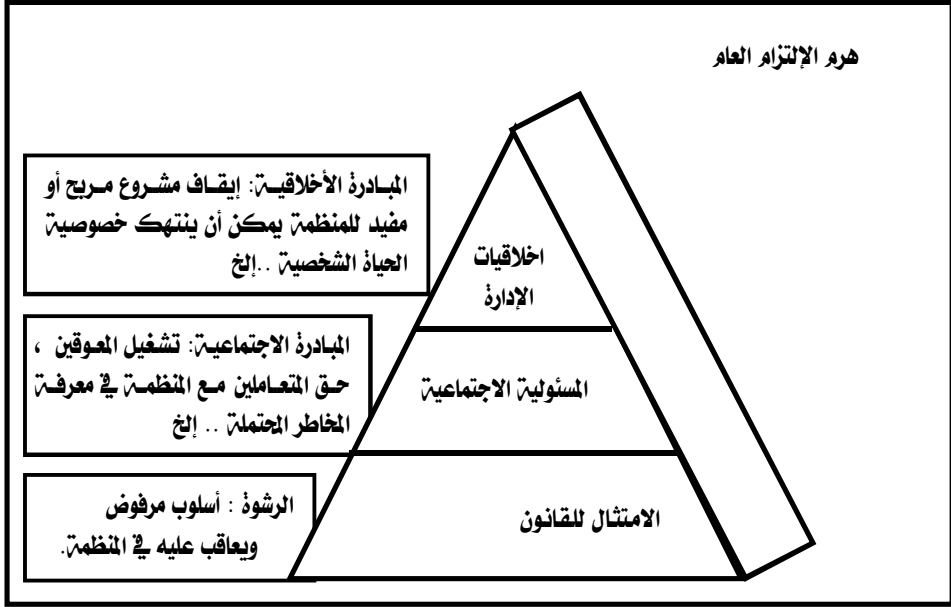 هرم الإلتزام العام
المبادرة الأخلاقية: إيقاف مشروع مربح أو
مفيد للمنظمة يمكن أن ينتهك خصوصية
الحياة الشخصية ..إلخ
اخلاقيات
الإدارة
المبادرة الاجتماعية: تشغيل المعوقين ،
حق المتعاملين مع المنظمة في معرفة
المخاطر المحتملة .. إلخ
المسئولية الاجتماعية
الرشوة : أسلوب مرفوض
ويعاقب عليه في المنظمة.
الامتثال للقانون